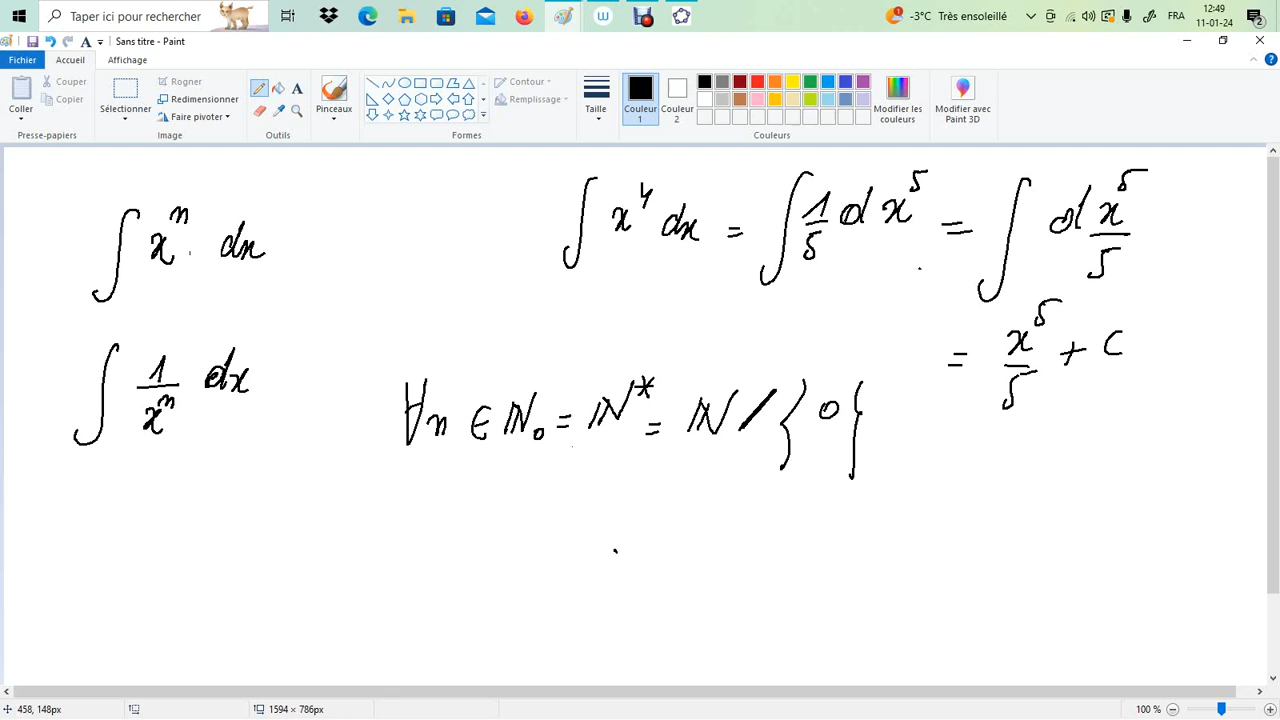 Taper ici pour rechercher
-3° Très ensoleillé
FRA
12:49
11-01-24
2
Sans titre - Paint
Fichier Accueil Affichage
Coller
Couper
Copier
Presse-papiers
Sélectionner
Rogner
Redimensionner
Faire pivoter
Image
A
Outils
Pinceaux
Contour
Remplissage
Formes
Taille
Couleur 1
Couleur 2
Modifier les couleurs
Couleurs
Modifier avec Paint 3D
∫ x^n dx
∫ x^4 dx = ∫ 1/5 d x^5 = ∫ d x^5/5
= x^5/5 + C
∫ 1/x^n dx
∀n ∈ ℕ₀ = ℕ* = ℕ / {0}
458, 148px
1594 × 786px
100 %